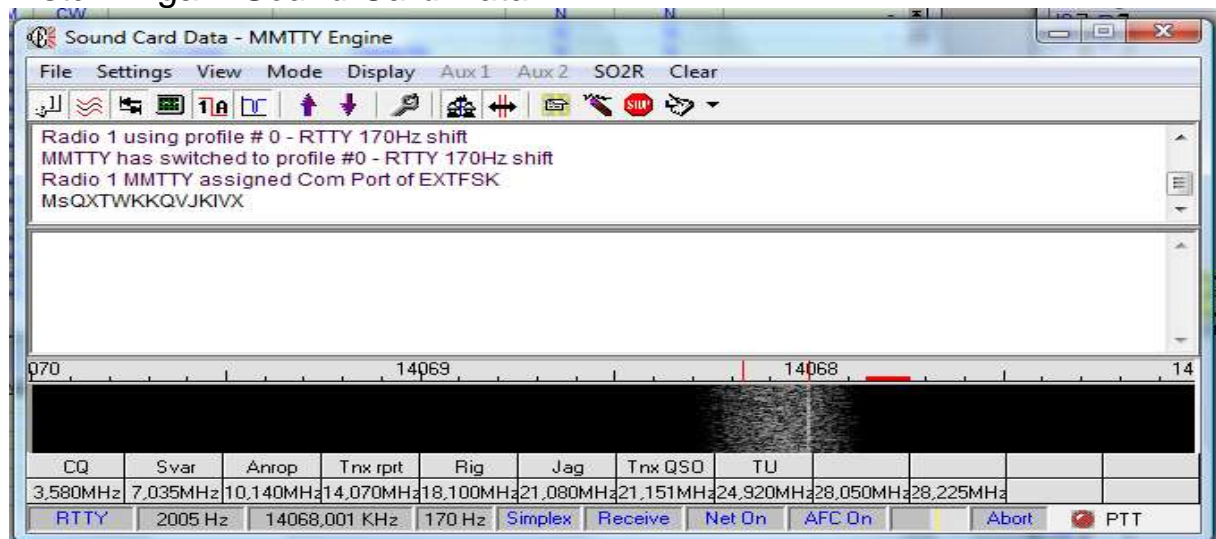 CW N N
Sound Card Data - MMTTY Engine
File Settings View Mode Display Aux1 Aux2 SO2R Clear
Radio 1 using profile # 0 - RTTY 170Hz shift
MMTTY has switched to profile #0 - RTTY 170Hz shift
Radio 1 MMTTY assigned Com Port of EXTFSK
MsQXTWKKQVJKIVX
070 14069 14068 14
CQ Svar Anrop Tnx rprt Rig Jag Tnx QSO TU
3,580MHz 7,035MHz 10,140MHz 14,070MHz 18,100MHz 21,080MHz 21,151MHz 24,920MHz 28,050MHz 28,225MHz
RTTY 2005 Hz 14068,001 KHz 170 Hz Simplex Receive Net On AFC On Abort PTT